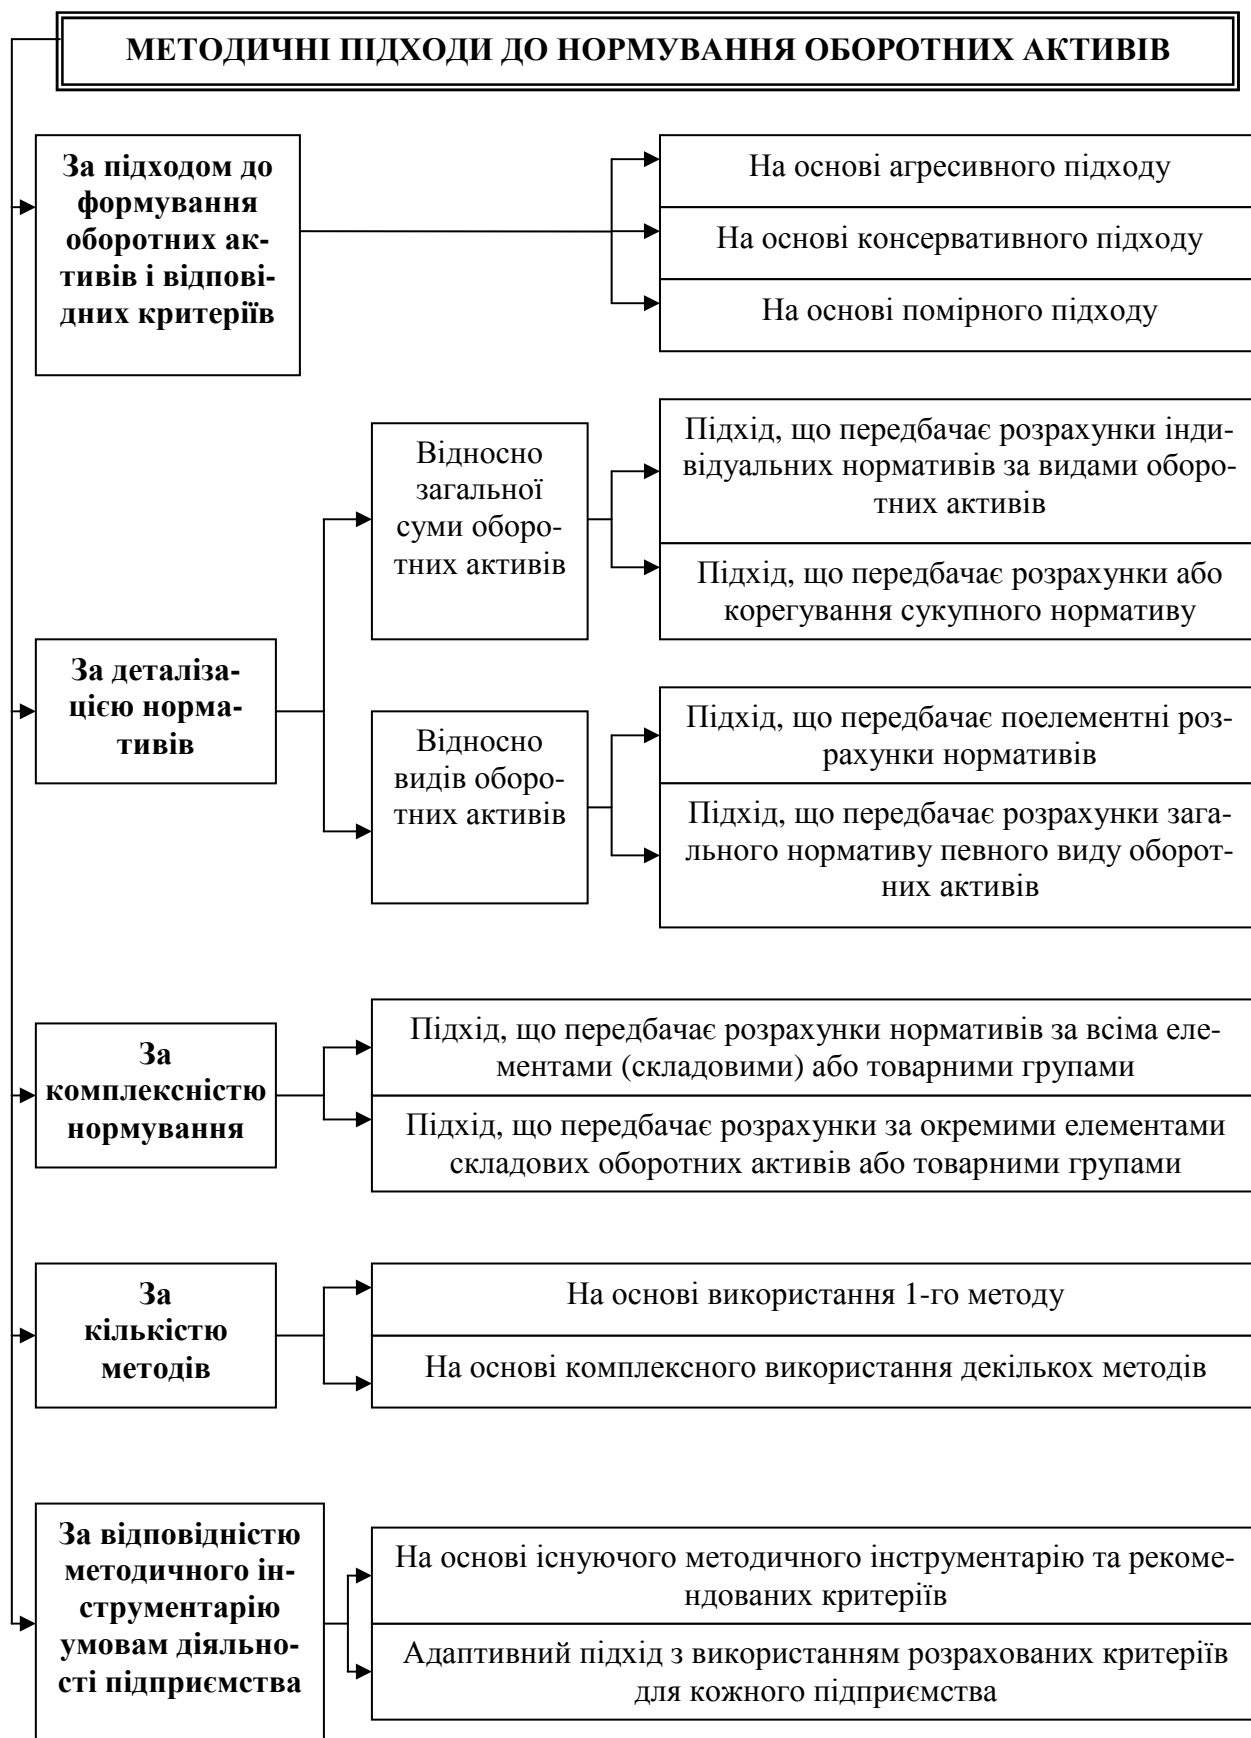 МЕТОДИЧНІ ПІДХОДИ ДО НОРМУВАННЯ ОБОРОТНИХ АКТИВІВ
За підходом до
формування
оборотних ак-
тивів і відпові-
дних критеріїв
На основі агресивного підходу
На основі консервативного підходу
На основі помірного підходу
За деталіза-
цією норма-
тивів
Відносно
загальної
суми оборо-
тних активів
Підхід, що передбачає розрахунки інди-
відуальних нормативів за видами оборо-
тних активів
Підхід, що передбачає розрахунки або
корегування сукупного нормативу
Відносно
видів оборо-
тних активів
Підхід, що передбачає поелементні роз-
рахунки нормативів
Підхід, що передбачає розрахунки зага-
льного нормативу певного виду оборот-
них активів
За
комплексністю
нормування
Підхід, що передбачає розрахунки нормативів за всіма еле-
ментами (складовими) або товарними групами
Підхід, що передбачає розрахунки за окремими елементами
складових оборотних активів або товарними групами
За
кількістю
методів
На основі використання 1-го методу
На основі комплексного використання декількох методів
За відповідністю
методичного ін-
струментарію
умовам діяльно-
сті підприємства
На основі існуючого методичного інструментарію та рекоме-
ндованих критеріїв
Адаптивний підхід з використанням розрахованих критеріїв
для кожного підприємства